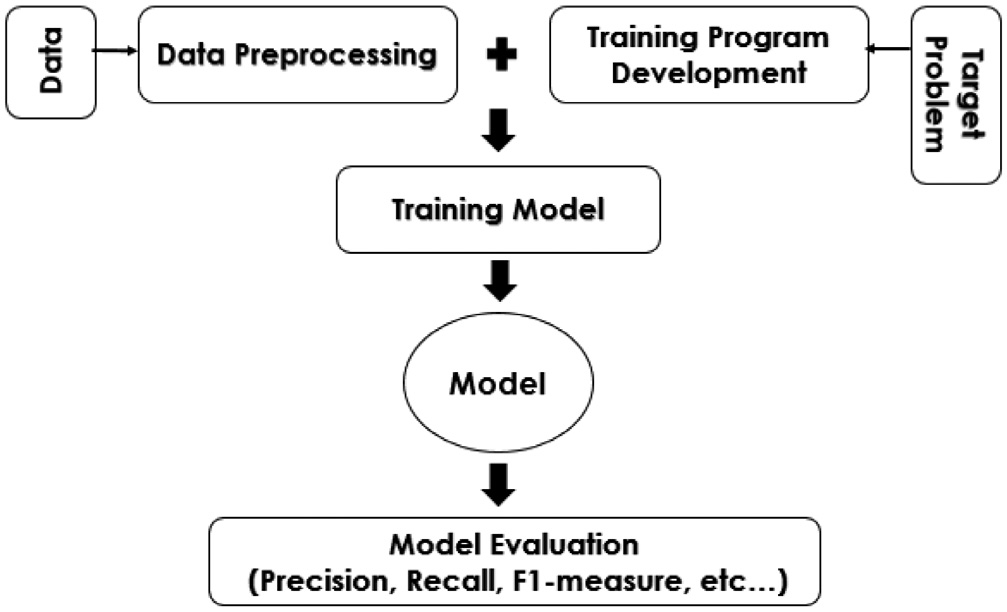 Data
Data Preprocessing
+
Training Program
Development
Target
Problem
Training Model
Model
Model Evaluation
(Precision, Recall, F1-measure, etc...)